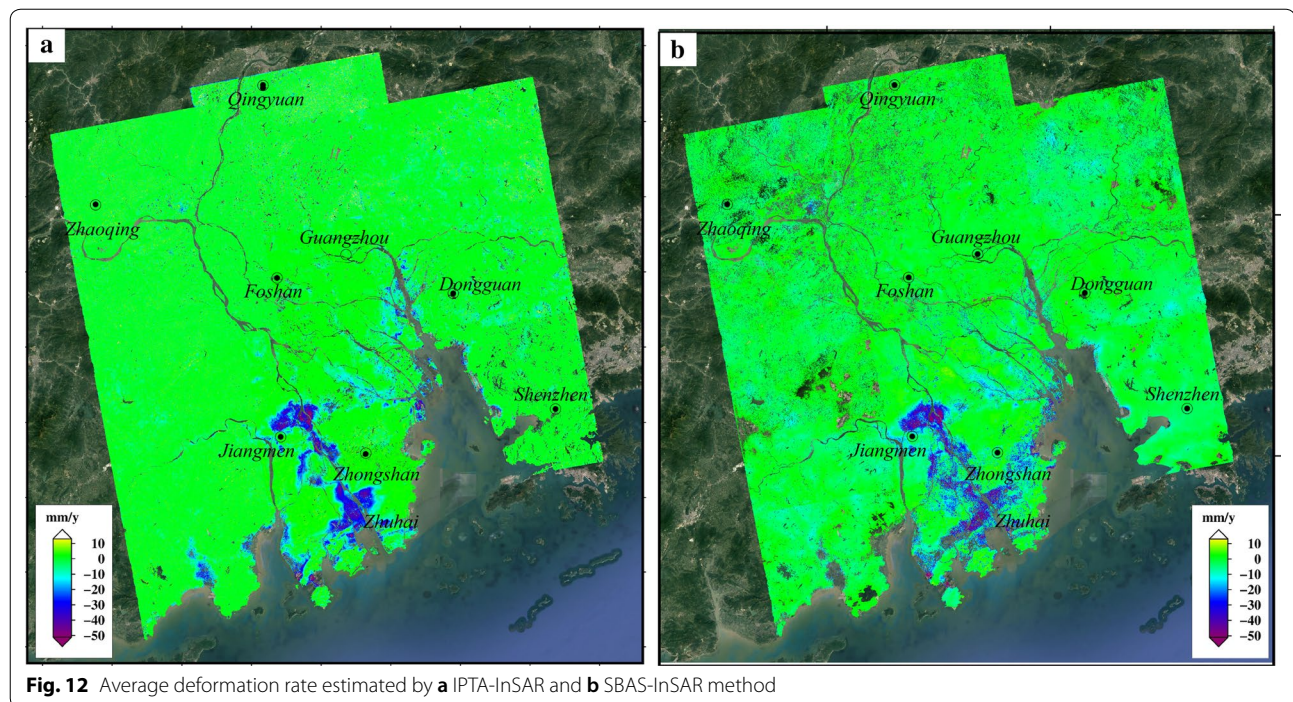 a
Qingyuan
Zhaoqing
Guangzhou
Foshan
Dongguan
Shenzhen
Jiangmen
Zhongshan
Zhuhai
mm/y
10
0
−10
−20
−30
−40
−50
b
Qingyuan
Zhaoqing
Guangzhou
Foshan
Dongguan
Shenzhen
Jiangmen
Zhongshan
Zhuhai
mm/y
10
0
−10
−20
−30
−40
−50
Fig. 12 Average deformation rate estimated by a IPTA-InSAR and b SBAS-InSAR method